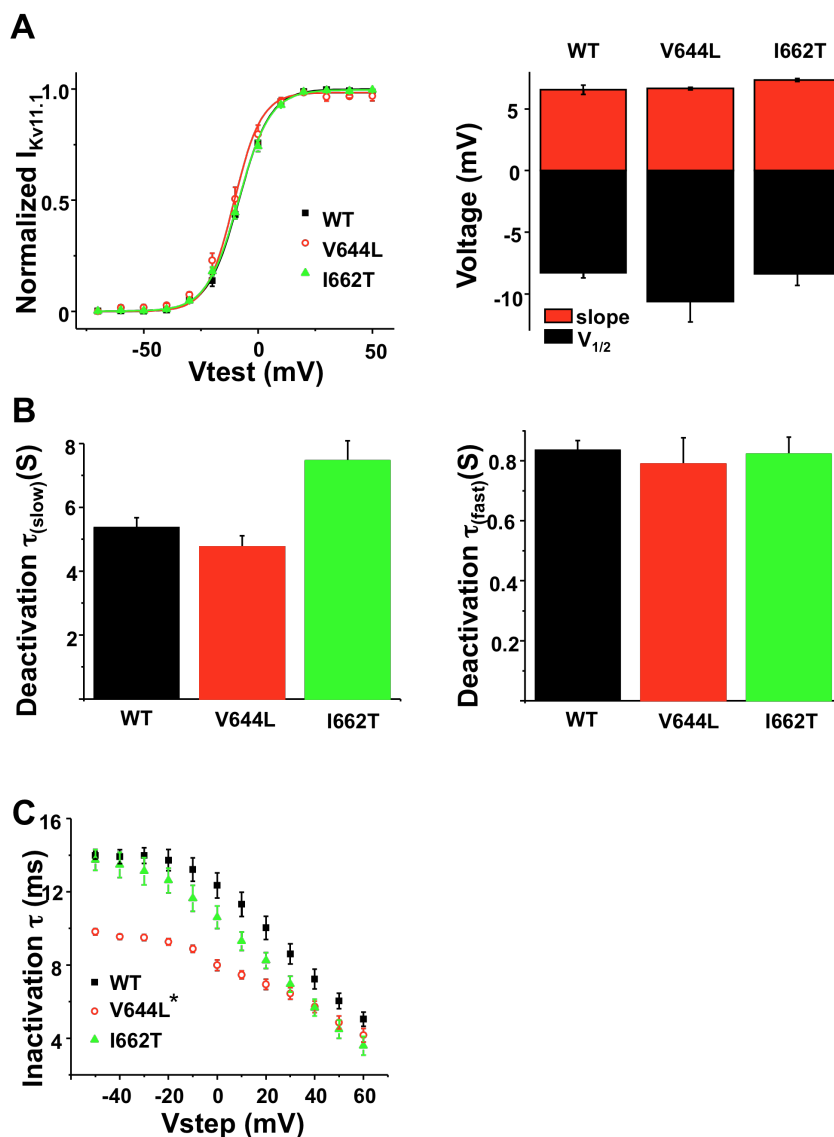 A
Normalized I_Kv11.1
1.0
0.5
0
WT
V644L
I662T
-50
0
50
Vtest (mV)
WT
V644L
I662T
Voltage (mV)
5
0
-5
-10
slope
V1/2
B
Deactivation τ(slow)(S)
8
6
4
2
WT
V644L
I662T
Deactivation τ(fast)(S)
0.8
0.6
0.4
0.2
WT
V644L
I662T
C
Inactivation τ (ms)
16
12
8
4
WT
V644L*
I662T
-40
-20
0
20
40
60
Vstep (mV)